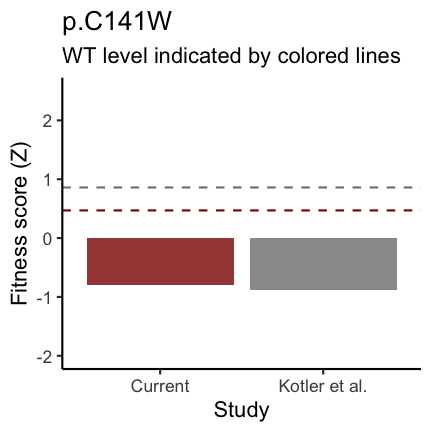 p.C141W
WT level indicated by colored lines
Fitness score (Z)
2
1
0
-1
-2
Current
Kotler et al.
Study